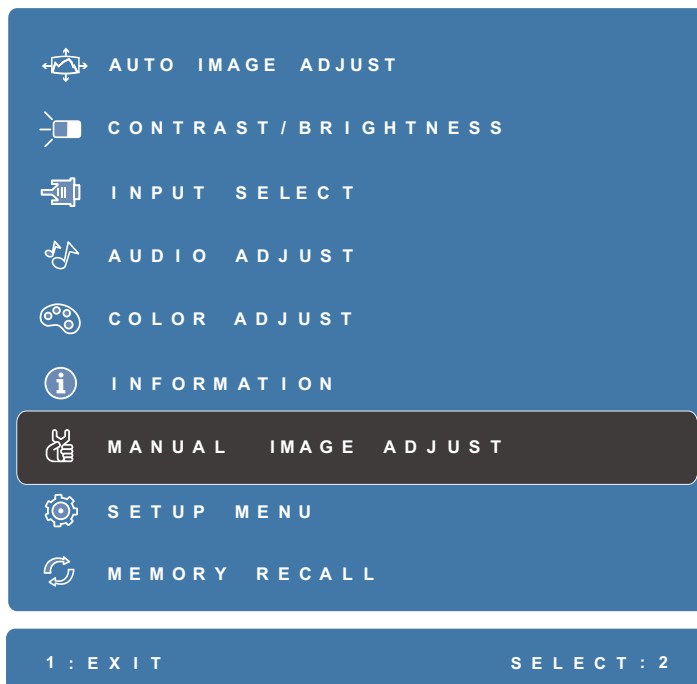 AUTO IMAGE ADJUST
CONTRAST/BRIGHTNESS
INPUT SELECT
AUDIO ADJUST
COLOR ADJUST
INFORMATION
MANUAL IMAGE ADJUST
SETUP MENU
MEMORY RECALL
1:EXIT SELECT:2